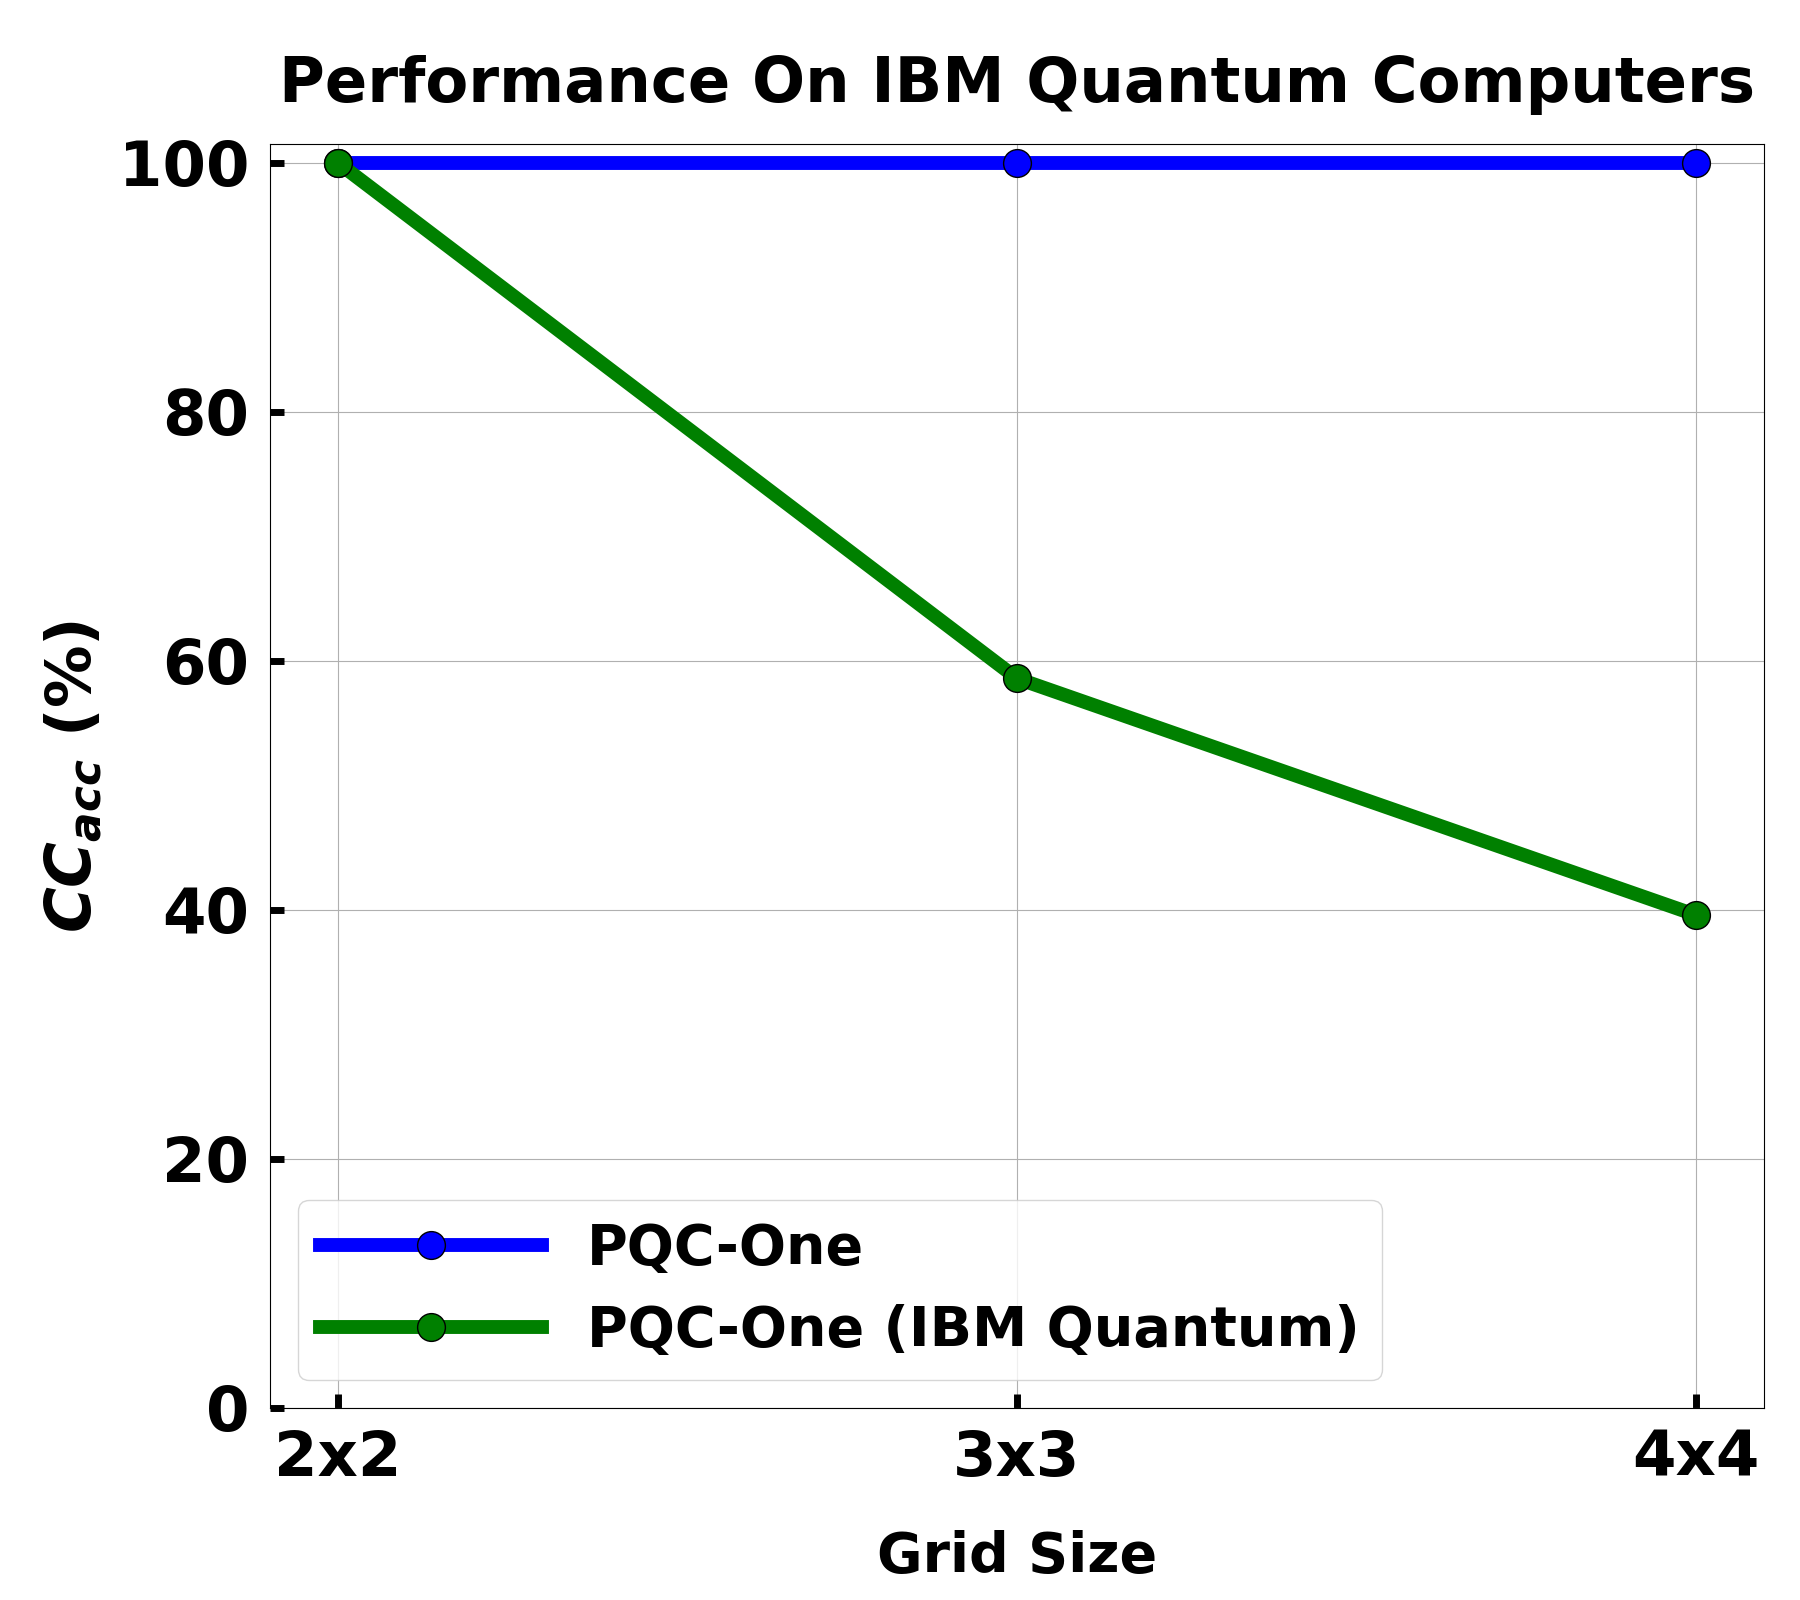 Performance On IBM Quantum Computers
100
80
60
40
20
0
CCacc (%)
PQC-One
PQC-One (IBM Quantum)
2x2 3x3 4x4
Grid Size